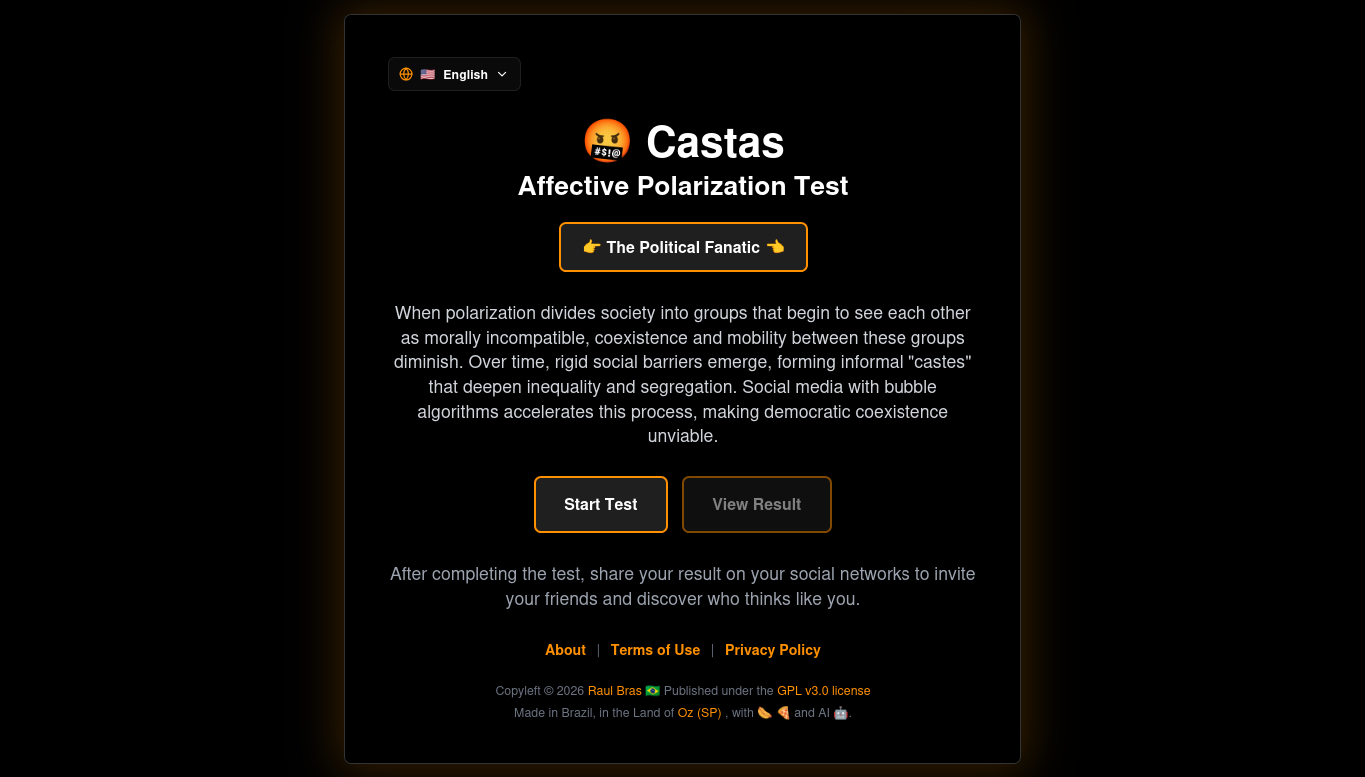 🇺🇸 English
🤬 Castas
#$!@
Affective Polarization Test
👉 The Political Fanatic 👈
When polarization divides society into groups that begin to see each other
as morally incompatible, coexistence and mobility between these groups
diminish. Over time, rigid social barriers emerge, forming informal "castes"
that deepen inequality and segregation. Social media with bubble
algorithms accelerates this process, making democratic coexistence
unviable.
Start Test
View Result
After completing the test, share your result on your social networks to invite
your friends and discover who thinks like you.
About | Terms of Use | Privacy Policy
Copyleft © 2026 Raul Bras 🇧🇷 Published under the GPL v3.0 license
Made in Brazil, in the Land of Oz (SP) , with 🌭 🍕 and AI 🤖.